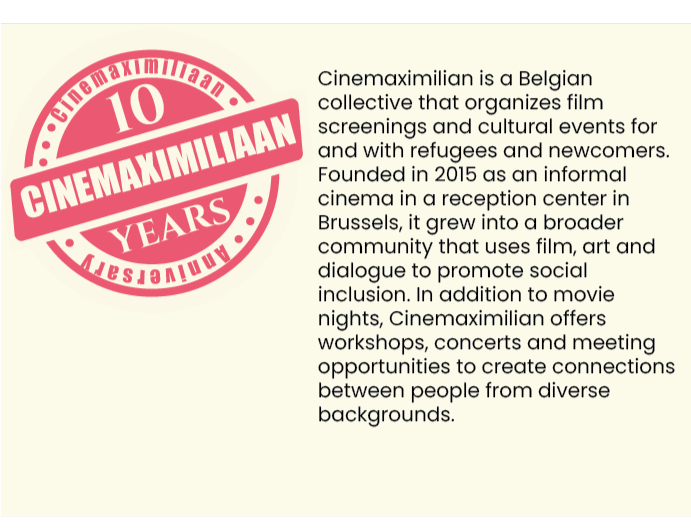 Cinemaximiliaan
10
CINEMAXIMILIAAN
YEARS
Anniversary
Cinemaximilian is a Belgian
collective that organizes film
screenings and cultural events for
and with refugees and newcomers.
Founded in 2015 as an informal
cinema in a reception center in
Brussels, it grew into a broader
community that uses film, art and
dialogue to promote social
inclusion. In addition to movie
nights, Cinemaximilian offers
workshops, concerts and meeting
opportunities to create connections
between people from diverse
backgrounds.